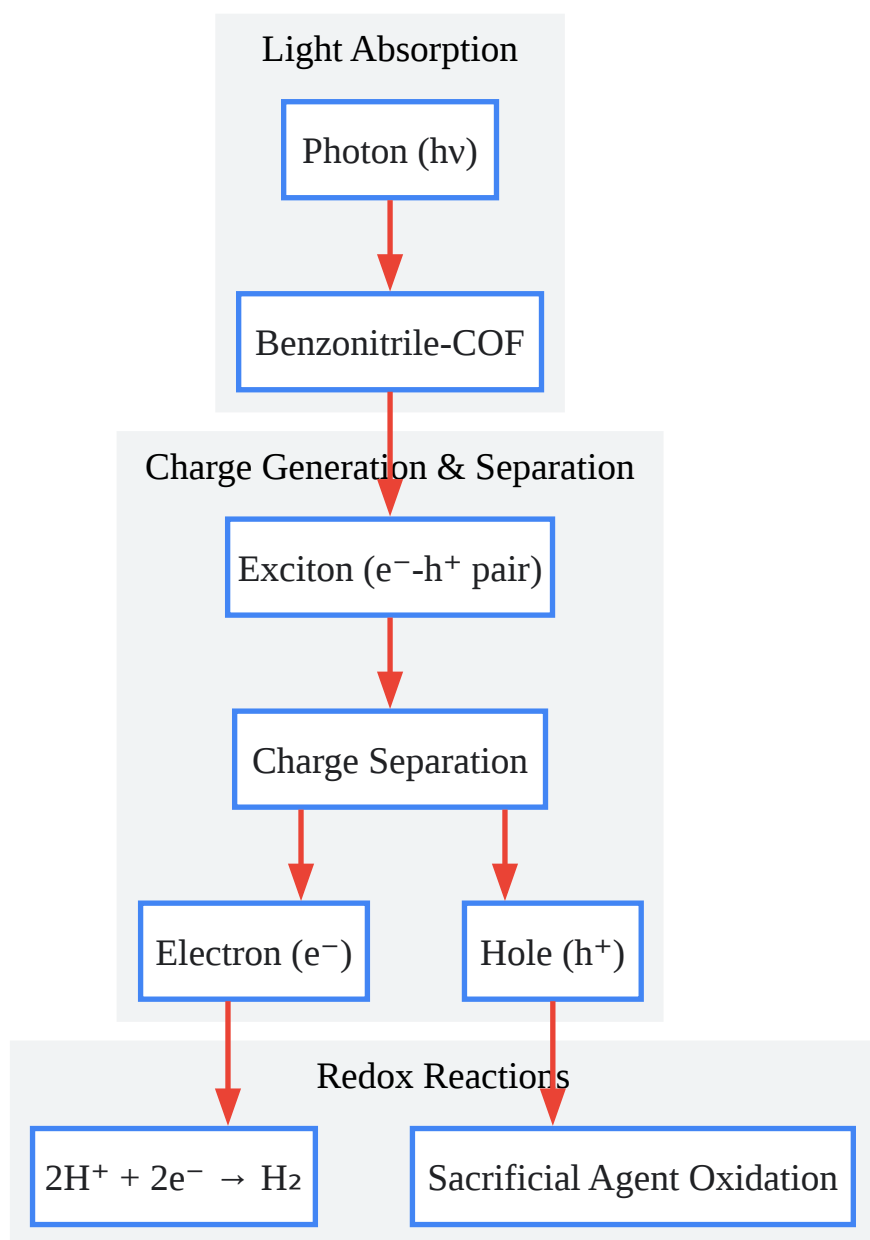 Light Absorption
Photon (hν)
Benzonitrile-COF
Charge Generation & Separation
Exciton (e⁻-h⁺ pair)
Charge Separation
Electron (e⁻)
Hole (h⁺)
Redox Reactions
2H⁺ + 2e⁻ → H₂
Sacrificial Agent Oxidation